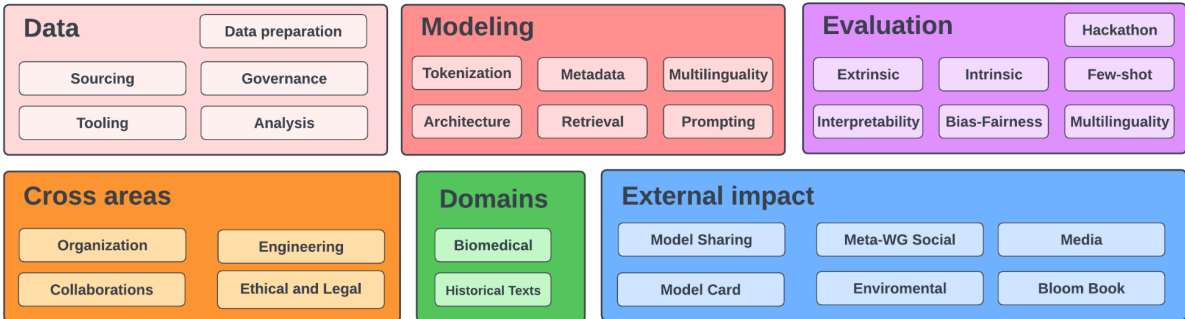 Data
Data preparation
Sourcing
Governance
Tooling
Analysis
Modeling
Tokenization
Metadata
Multilinguality
Architecture
Retrieval
Prompting
Evaluation
Hackathon
Extrinsic
Intrinsic
Few-shot
Interpretability
Bias-Fairness
Multilinguality
Cross areas
Organization
Engineering
Collaborations
Ethical and Legal
Domains
Biomedical
Historical Texts
External impact
Model Sharing
Meta-WG Social
Media
Model Card
Enviromental
Bloom Book